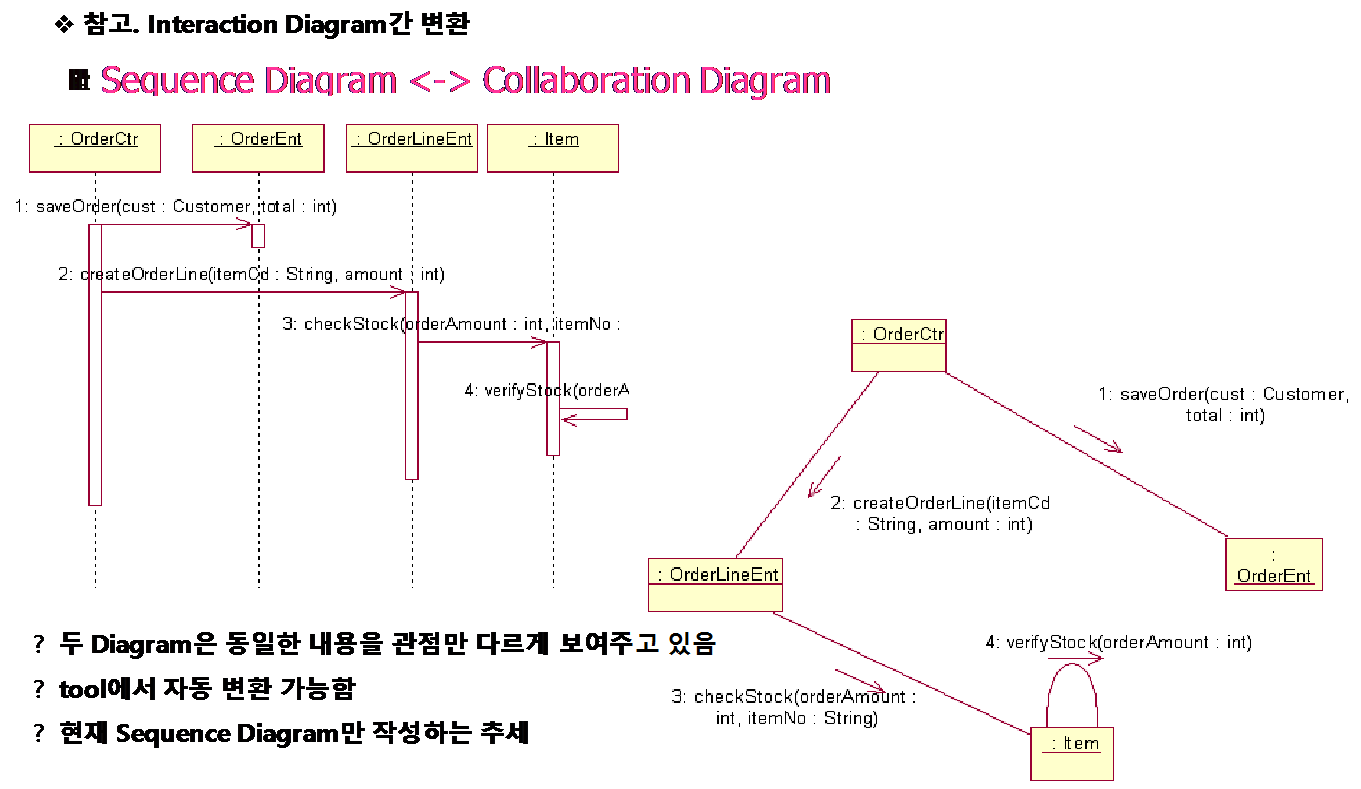 ❖ 참고. Interaction Diagram간 변환
Sequence Diagram <-> Collaboration Diagram
: OrderCtr
: OrderEnt
: OrderLineEnt
: Item
1: saveOrder(cust : Customer, total : int)
2: createOrderLine(itemCd : String, amount : int)
3: checkStock(orderAmount : int, itemNo :
4: verifyStock(orderA
: OrderCtr
1: saveOrder(cust : Customer,
total : int)
2: createOrderLine(itemCd
: String, amount : int)
:
OrderEnt
: OrderLineEnt
4: verifyStock(orderAmount : int)
3: checkStock(orderAmount :
int, itemNo : String)
: Item
? 두 Diagram은 동일한 내용을 관점만 다르게 보여주고 있음
? tool에서 자동 변환 가능함
? 현재 Sequence Diagram만 작성하는 추세